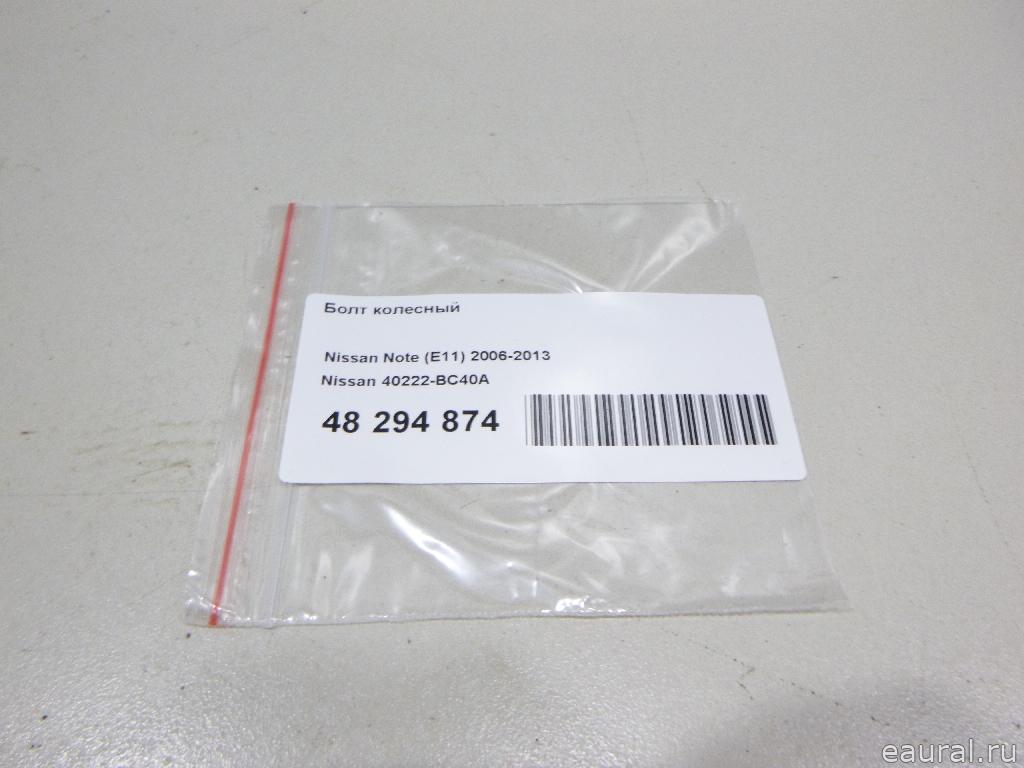 Болт колесный
Nissan Note (E11) 2006-2013
Nissan 40222-BC40A
48 294 874
eaural.ru